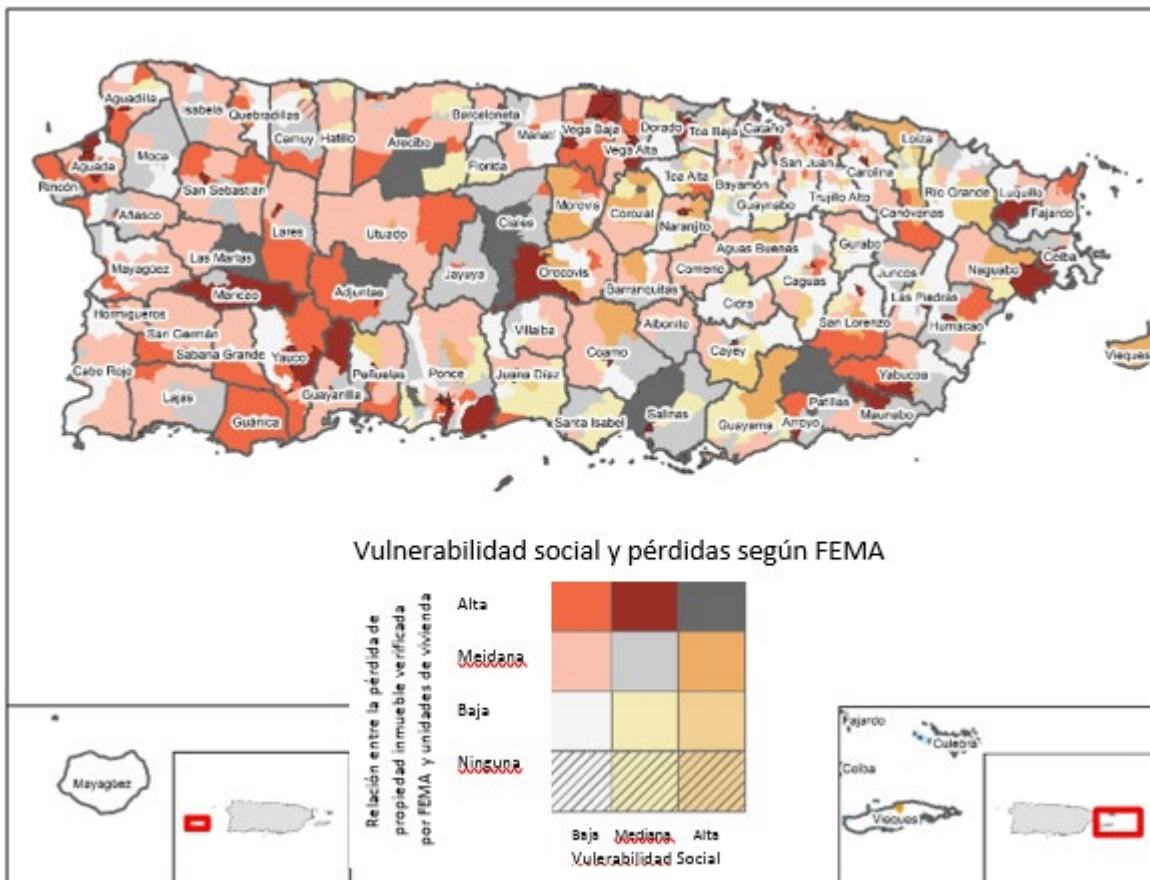 Aguadilla
Isabela
Quebradillas
Camuy
Hatillo
Arecibo
Barceloneta
Manatí
Vega Baja
Vega Alta
Dorado
Toa Baja
Cataño
San Juan
Carolina
Loiza
Moca
Aguada
Rincón
San Sebastián
Florida
Toa Alta
Bayamón
Guaynabo
Trujillo Alto
Canóvanas
Río Grande
Luquillo
Fajardo
Añasco
Lares
Utuado
Ciales
Morovis
Corozal
Naranjito
Aguas Buenas
Gurabo
Ceiba
Las Marías
Mayagüez
Maricao
Adjuntas
Jayuya
Orocovis
Barranquitas
Comerío
Caguas
Juncos
Naguabo
Cidra
Las Piedras
Hormigueros
San Germán
Sabana Grande
Yauco
Villalba
Aibonito
San Lorenzo
Humacao
Vieques
Cabo Rojo
Lajas
Guánica
Guayanilla
Peñuelas
Ponce
Juana Díaz
Coamo
Cayey
Yabucoa
Santa Isabel
Salinas
Guayama
Arroyo
Patillas
Maunabo
Vulnerabilidad social y pérdidas según FEMA
Relación entre la pérdida de
propiedad inmueble verificada
por FEMA y unidades de vivienda
Alta
Meidana
Baja
Ninguna
Baja Mediana Alta
Vulerabilidad Social
Mayagüez
Fajardo
Culebra
Ceiba
Vieques